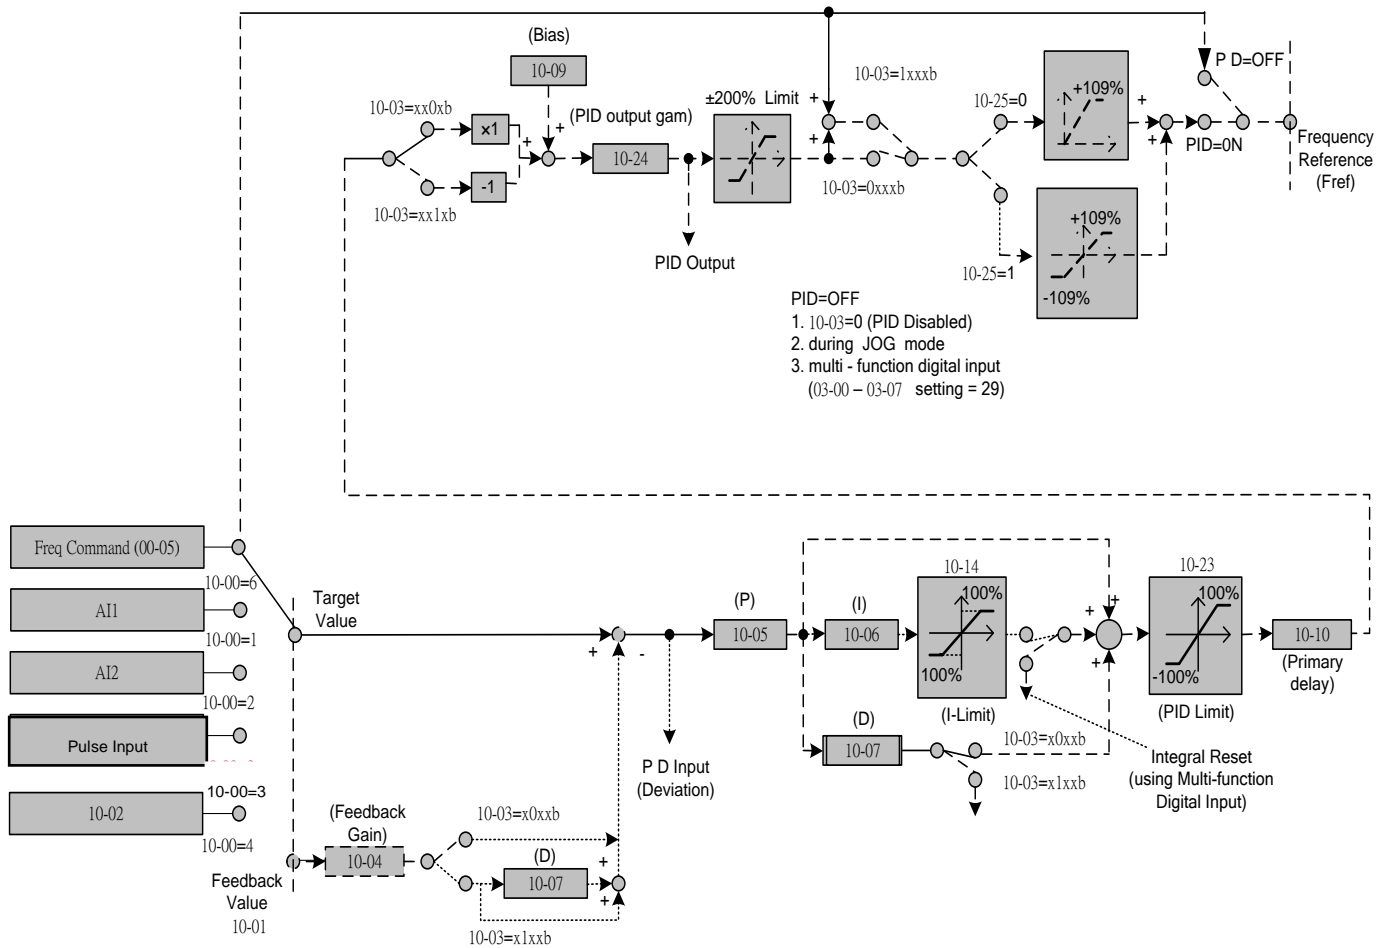 (Bias)
10-09
10-03=xx0xb
×1
-1
10-03=xx1xb
+
+
(PID output gam)
10-24
PID Output
±200% Limit
+
+
10-03=1xxxb
10-03=0xxxb
10-25=0
+109%
10-25=1
+109%
-109%
+
+
P D=OFF
PID=0N
Frequency
Reference
(Fref)
PID=OFF
1. 10-03=0 (PID Disabled)
2. during JOG mode
3. multi - function digital input
(03-00 – 03-07 setting = 29)
Freq Command (00-05)
10-00=6
AI1
10-00=1
AI2
10-00=2
Pulse Input
10-00=3
10-02
10-00=4
Target
Value
Feedback
Value
10-01
(Feedback
Gain)
10-04
10-03=x0xxb
(D)
10-07
+
+
10-03=x1xxb
+
-
P D Input
(Deviation)
(P)
10-05
(I)
10-06
(D)
10-07
10-14
100%
100%
(I-Limit)
10-03=x0xxb
10-03=x1xxb
+
+
+
Integral Reset
(using Multi-function
Digital Input)
10-23
100%
-100%
(PID Limit)
10-10
(Primary
delay)